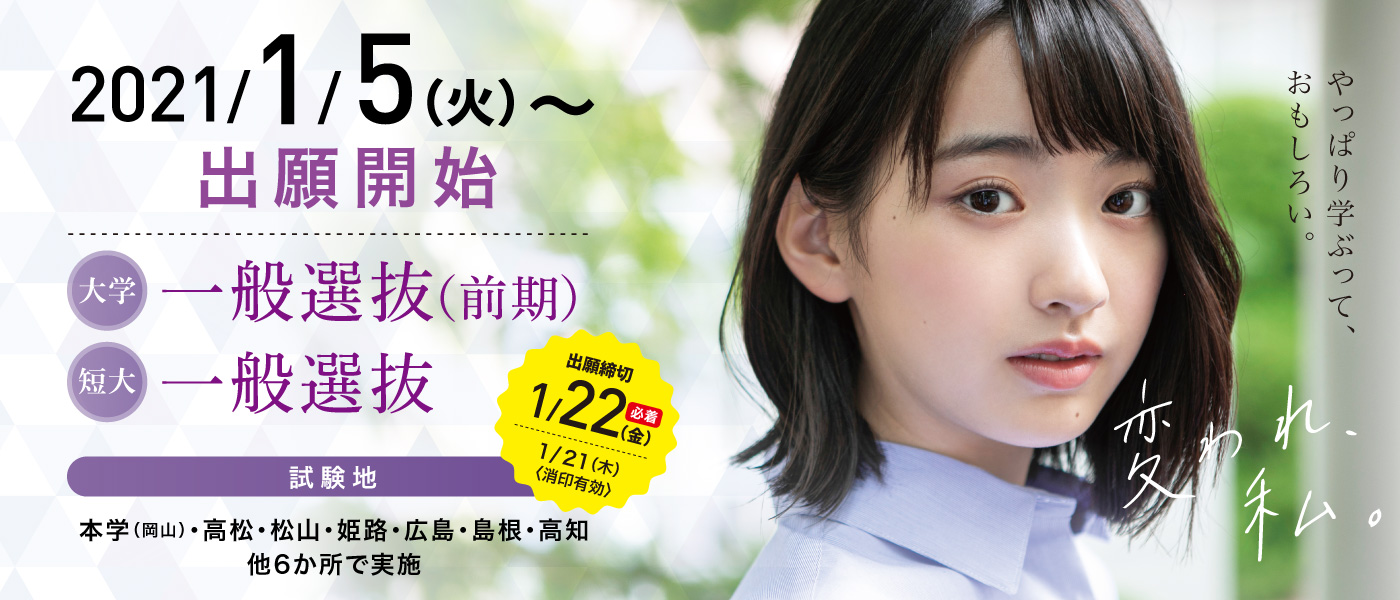 2021/1/5(火)〜
出願開始
大学 一般選抜(前期)
短大 一般選抜
出願締切
1/22(金)必着
1/21(木)
〈消印有効〉
試験地
本学(岡山)・高松・松山・姫路・広島・島根・高知
他6か所で実施
やっぱり学ぶって、
おもしろい。
変われ、
私。